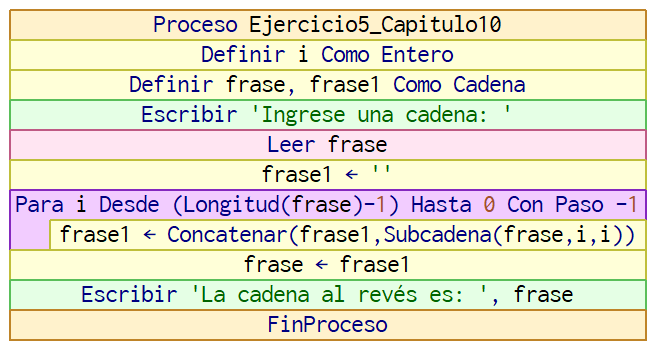 Proceso Ejercicio5_Capitulo10
Definir i Como Entero
Definir frase, frase1 Como Cadena
Escribir 'Ingrese una cadena: '
Leer frase
frase1 ← ''
Para i Desde (Longitud(frase)-1) Hasta 0 Con Paso -1
frase1 ← Concatenar(frase1,Subcadena(frase,i,i))
frase ← frase1
Escribir 'La cadena al revés es: ', frase
FinProceso